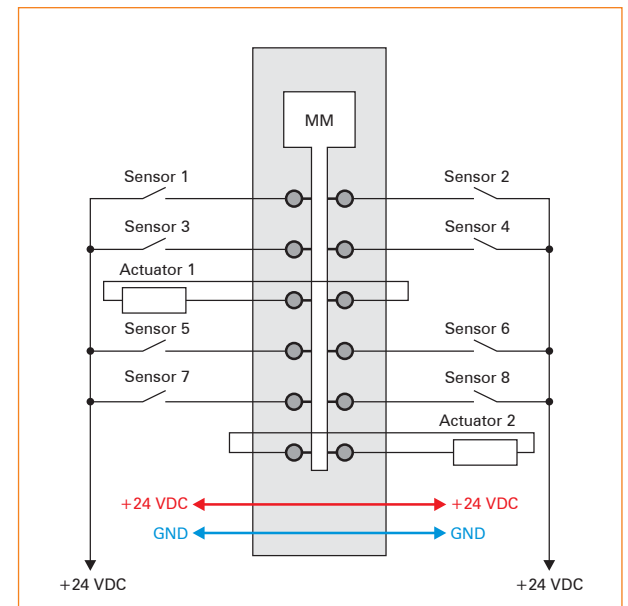 MM
Sensor 1
Sensor 2
Sensor 3
Sensor 4
Actuator 1
Sensor 5
Sensor 6
Sensor 7
Sensor 8
Actuator 2
+24 VDC
+24 VDC
GND
GND
+24 VDC
+24 VDC